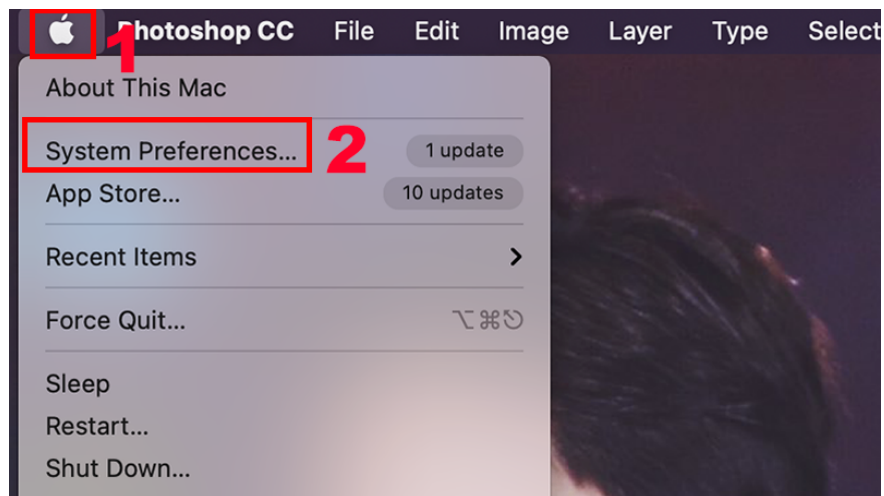 Photoshop CC File Edit Image Layer Type Select
1
About This Mac
System Preferences... 2 1 update
App Store... 10 updates
Recent Items
Force Quit... ⌥⌘⎋
Sleep
Restart...
Shut Down...